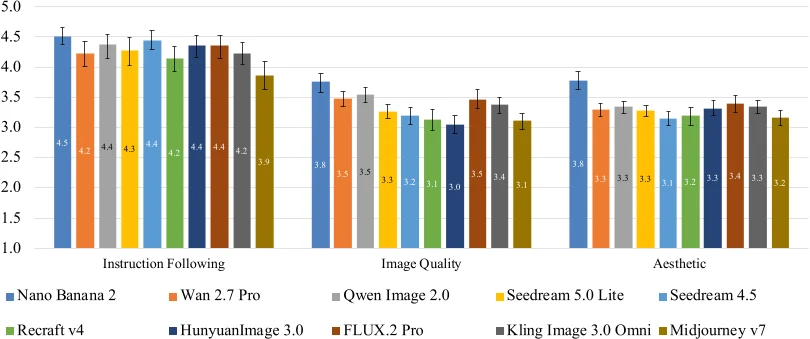 5.0
4.5
4.0
3.5
3.0
2.5
2.0
1.5
1.0
4.5 4.2 4.4 4.3 4.4 4.2 4.4 4.4 4.2 3.9
3.8 3.5 3.5 3.3 3.2 3.1 3.0 3.5 3.4 3.1
3.8 3.3 3.3 3.3 3.1 3.2 3.3 3.4 3.3 3.2
Instruction Following Image Quality Aesthetic
Nano Banana 2 Wan 2.7 Pro Qwen Image 2.0 Seedream 5.0 Lite Seedream 4.5
Recraft v4 HunyuanImage 3.0 FLUX.2 Pro Kling Image 3.0 Omni Midjourney v7